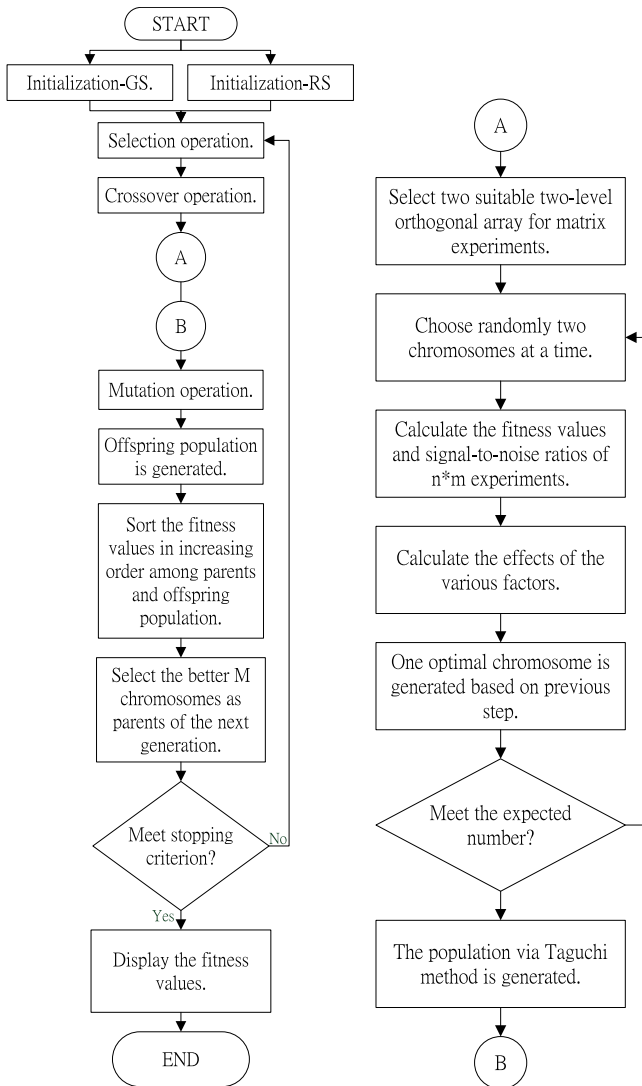 START
Initialization-GS.
Initialization-RS
Selection operation.
Crossover operation.
A
B
Mutation operation.
Offspring population
is generated.
Sort the fitness
values in increasing
order among parents
and offspring
population.
Select the better M
chromosomes as
parents of the next
generation.
Meet stopping
criterion?
No
Yes
Display the fitness
values.
END
A
Select two suitable two-level
orthogonal array for matrix
experiments.
Choose randomly two
chromosomes at a time.
Calculate the fitness values
and signal-to-noise ratios of
n*m experiments.
Calculate the effects of the
various factors.
One optimal chromosome is
generated based on previous
step.
Meet the expected
number?
The population via Taguchi
method is generated.
B